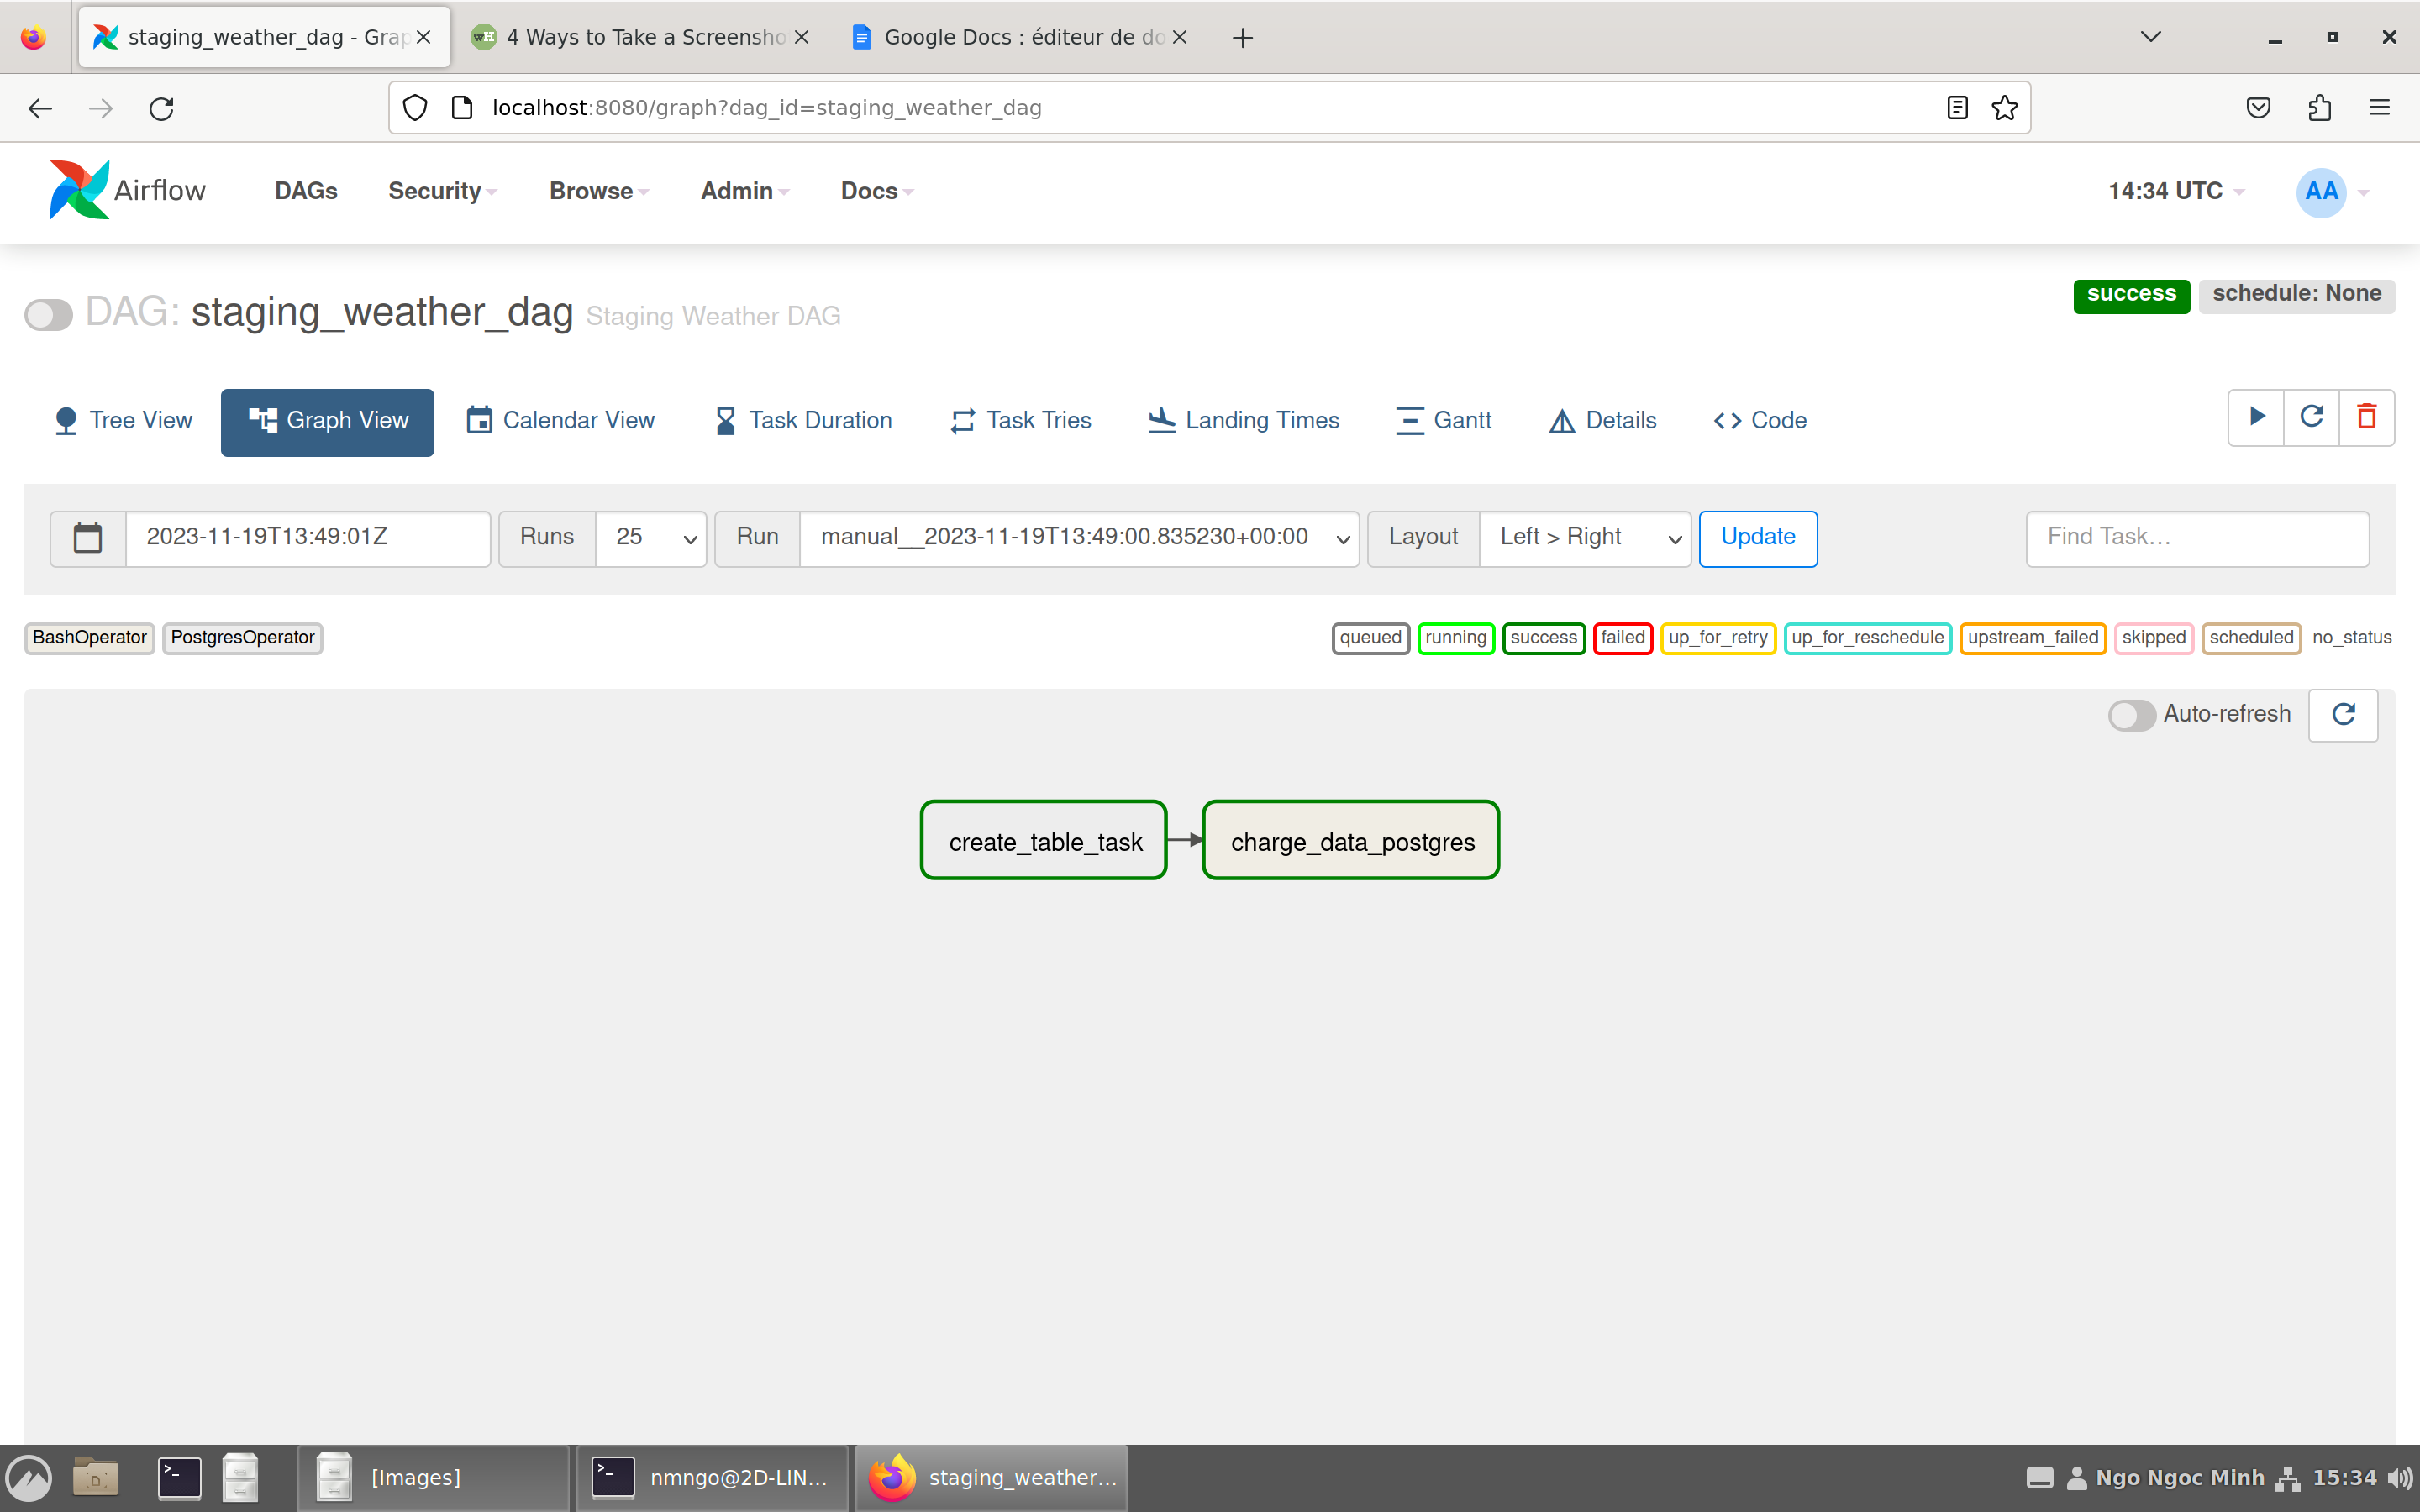 staging_weather_dag - Grap
4 Ways to Take a Screensho
Google Docs : éditeur de do
localhost:8080/graph?dag_id=staging_weather_dag
Airflow DAGs Security Browse Admin Docs 14:34 UTC AA
DAG: staging_weather_dag Staging Weather DAG success schedule: None
Tree View Graph View Calendar View Task Duration Task Tries Landing Times Gantt Details Code
2023-11-19T13:49:01Z Runs 25 Run manual__2023-11-19T13:49:00.835230+00:00 Layout Left > Right Update Find Task…
BashOperator PostgresOperator queued running success failed up_for_retry up_for_reschedule upstream_failed skipped scheduled no_status
Auto-refresh
create_table_task charge_data_postgres
[Images] nmngo@2D-LIN... staging_weather... Ngo Ngoc Minh 15:34